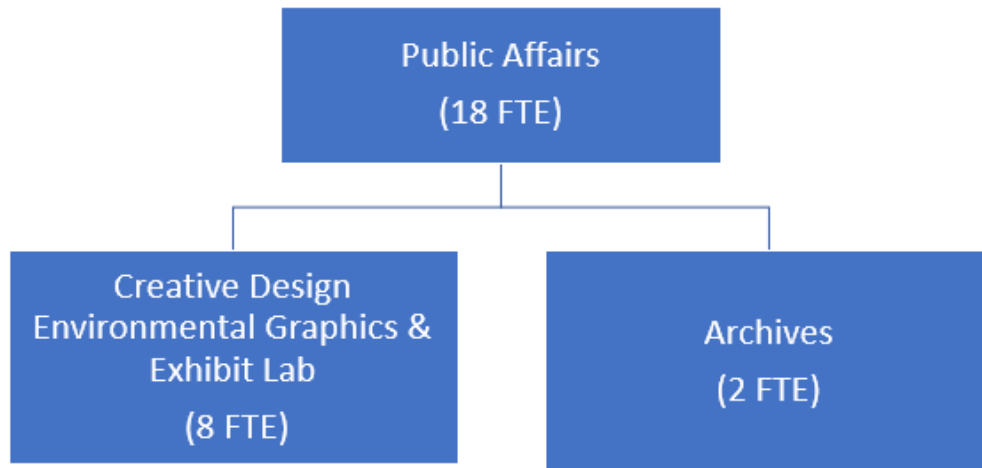 Public Affairs
(18 FTE)
Creative Design
Environmental Graphics &
Exhibit Lab
(8 FTE)
Archives
(2 FTE)